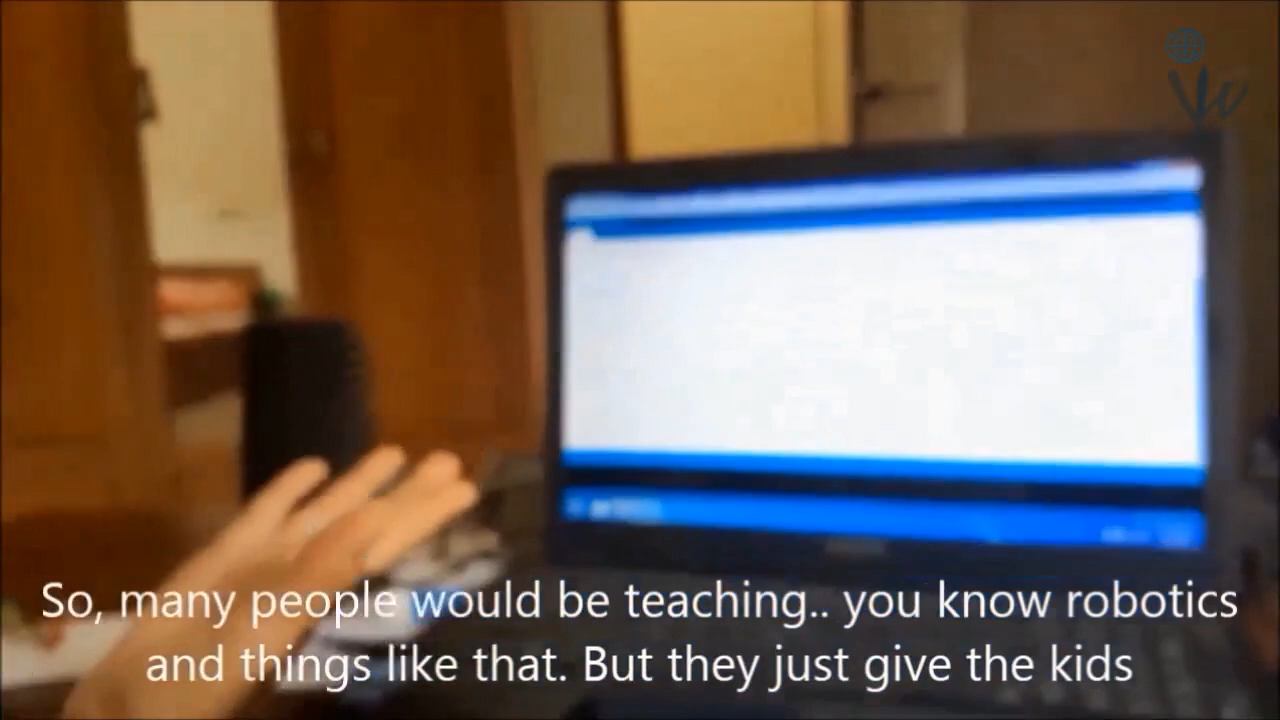 So, many people would be teaching.. you know robotics
and things like that. But they just give the kids